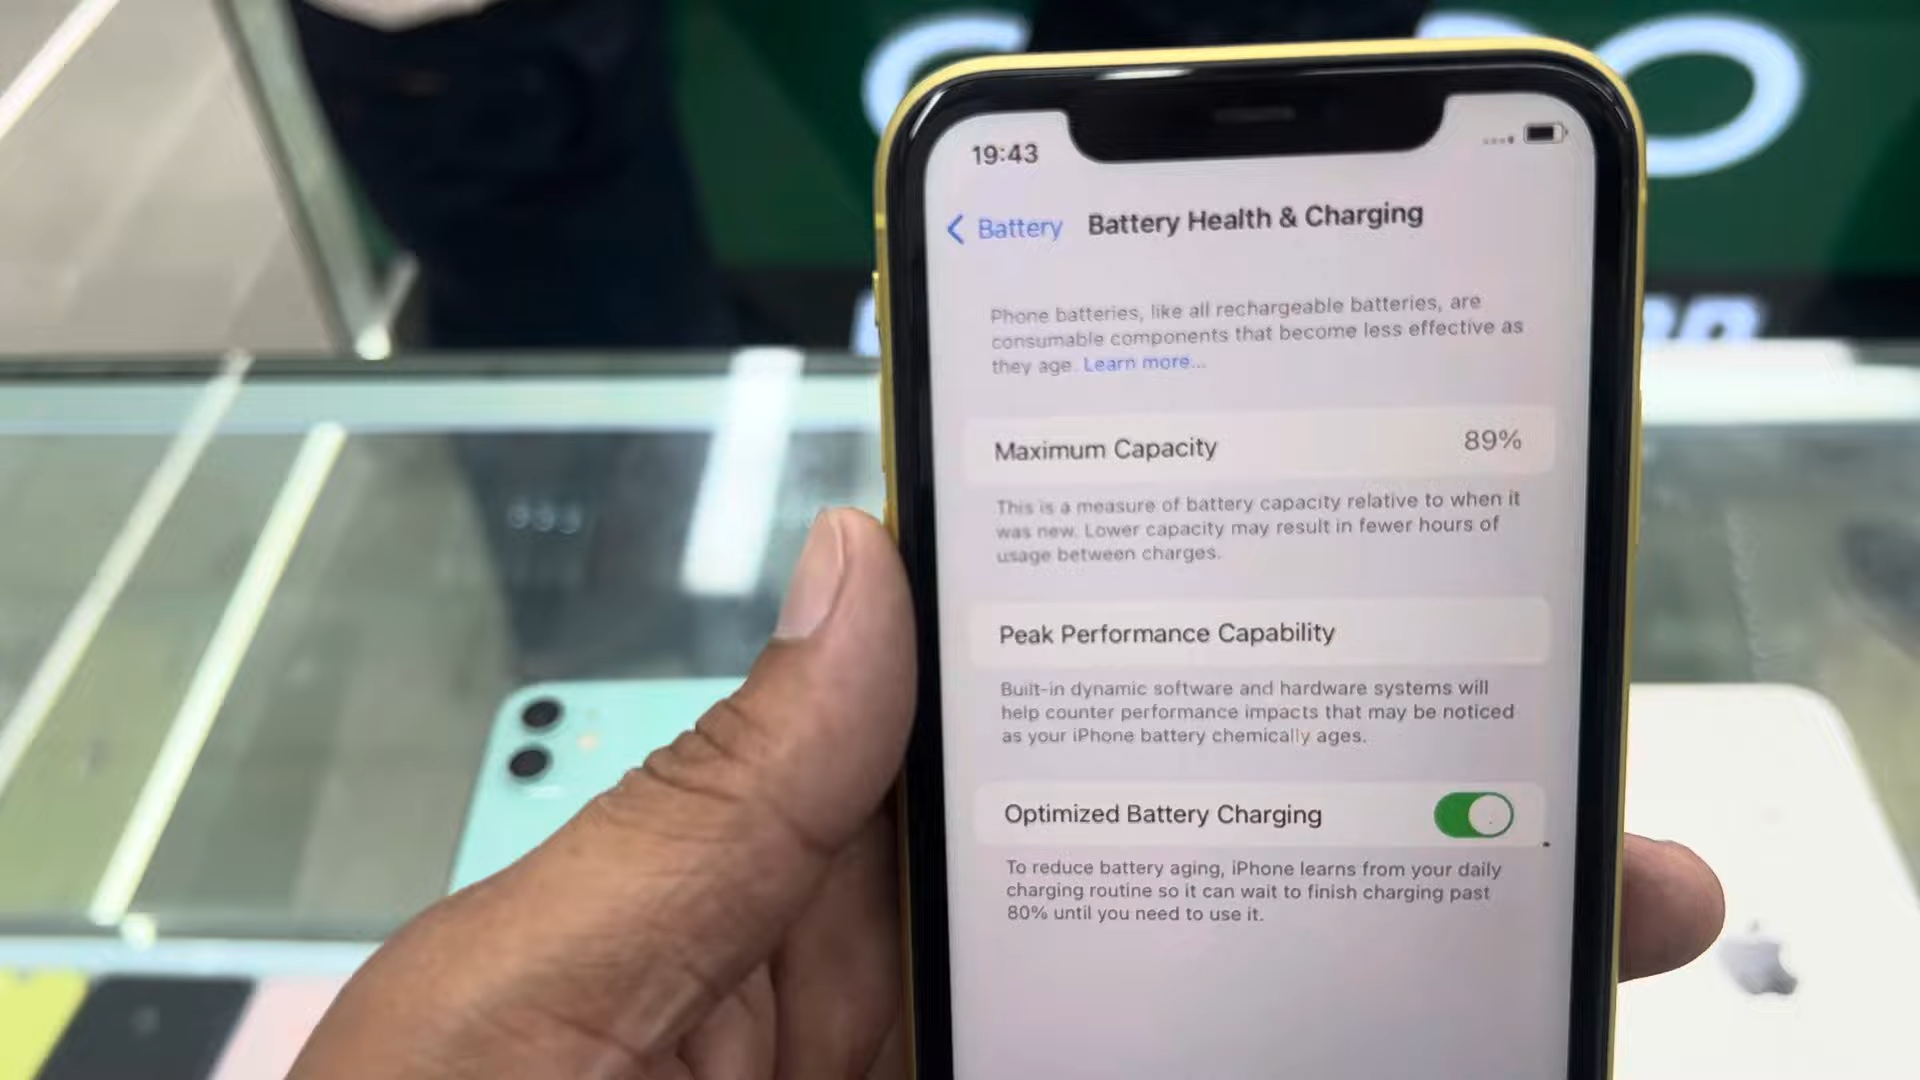 19:43
Battery
Battery Health & Charging
Phone batteries, like all rechargeable batteries, are
consumable components that become less effective as
they age. Learn more...
Maximum Capacity 89%
This is a measure of battery capacity relative to when it
was new. Lower capacity may result in fewer hours of
usage between charges.
Peak Performance Capability
Built-in dynamic software and hardware systems will
help counter performance impacts that may be noticed
as your iPhone battery chemically ages.
Optimized Battery Charging
To reduce battery aging, iPhone learns from your daily
charging routine so it can wait to finish charging past
80% until you need to use it.